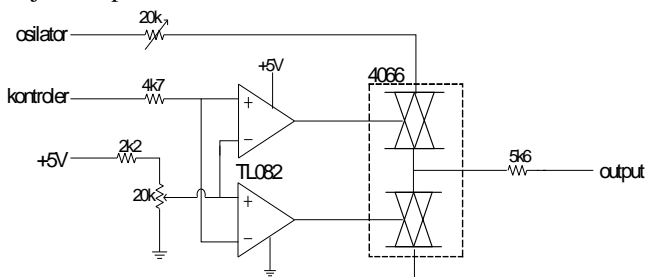 20k
osilator
+5V
4066
kontroler
4k7
+
−
5k6
output
+5V
2k2
TL082
20k
+
−